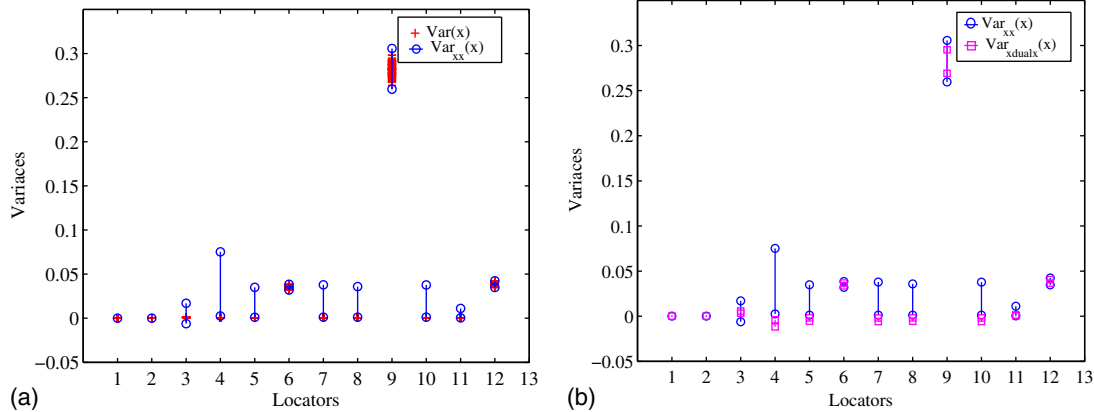 Var(x)
Var_xx(x)
0.3
0.25
0.2
0.15
0.1
0.05
0
−0.05
Variaces
1 2 3 4 5 6 7 8 9 10 11 12 13
Locators
(a)
Var_xx(x)
Var_xdualx(x)
0.3
0.25
0.2
0.15
0.1
0.05
0
−0.05
Variaces
1 2 3 4 5 6 7 8 9 10 11 12 13
Locators
(b)